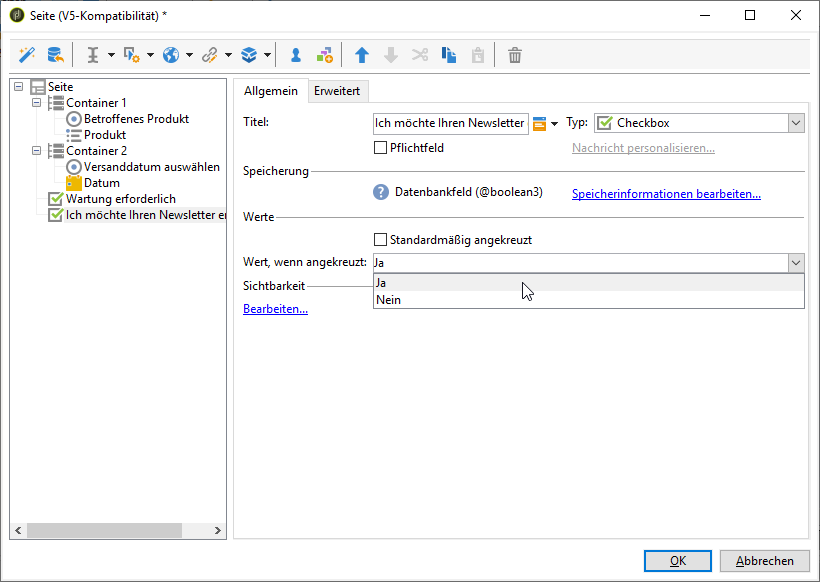 Seite (V5-Kompatibilität) *
Seite
Container 1
Betroffenes Produkt
Produkt
Container 2
Versanddatum auswählen
Datum
Wartung erforderlich
Ich möchte Ihren Newsletter er
Allgemein
Erweitert
Titel:
Ich möchte Ihren Newsletter
Typ:
Checkbox
Pflichtfeld
Nachricht personalisieren...
Speicherung
Datenbankfeld (@boolean3)
Speicherinformationen bearbeiten...
Werte
Standardmäßig angekreuzt
Wert, wenn angekreuzt:
Ja
Ja
Nein
Sichtbarkeit
Bearbeiten...
OK
Abbrechen